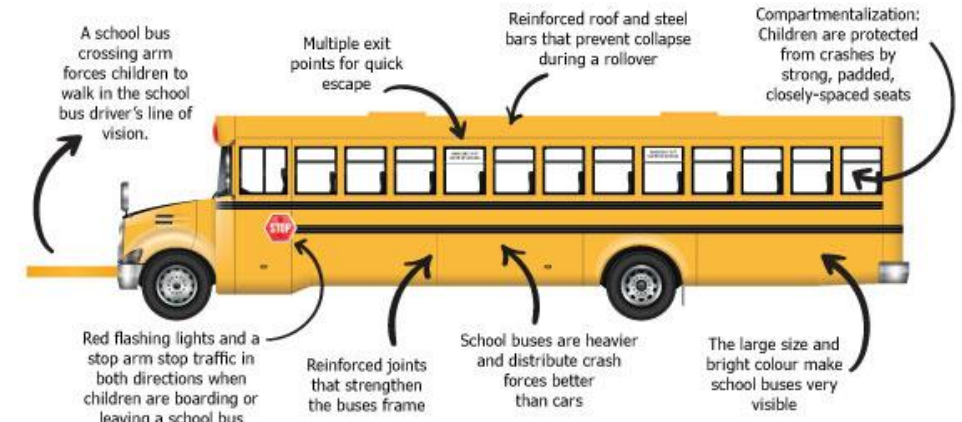 A school bus
crossing arm
forces children to
walk in the school
bus driver's line of
vision.
Multiple exit
points for quick
escape
Reinforced roof and steel
bars that prevent collapse
during a rollover
Compartmentalization:
Children are protected
from crashes by
strong, padded,
closely-spaced seats
STOP
Red flashing lights and a
stop arm stop traffic in
both directions when
children are boarding or
leaving a school bus
Reinforced joints
that strengthen
the buses frame
School buses are heavier
and distribute crash
forces better
than cars
The large size and
bright colour make
school buses very
visible